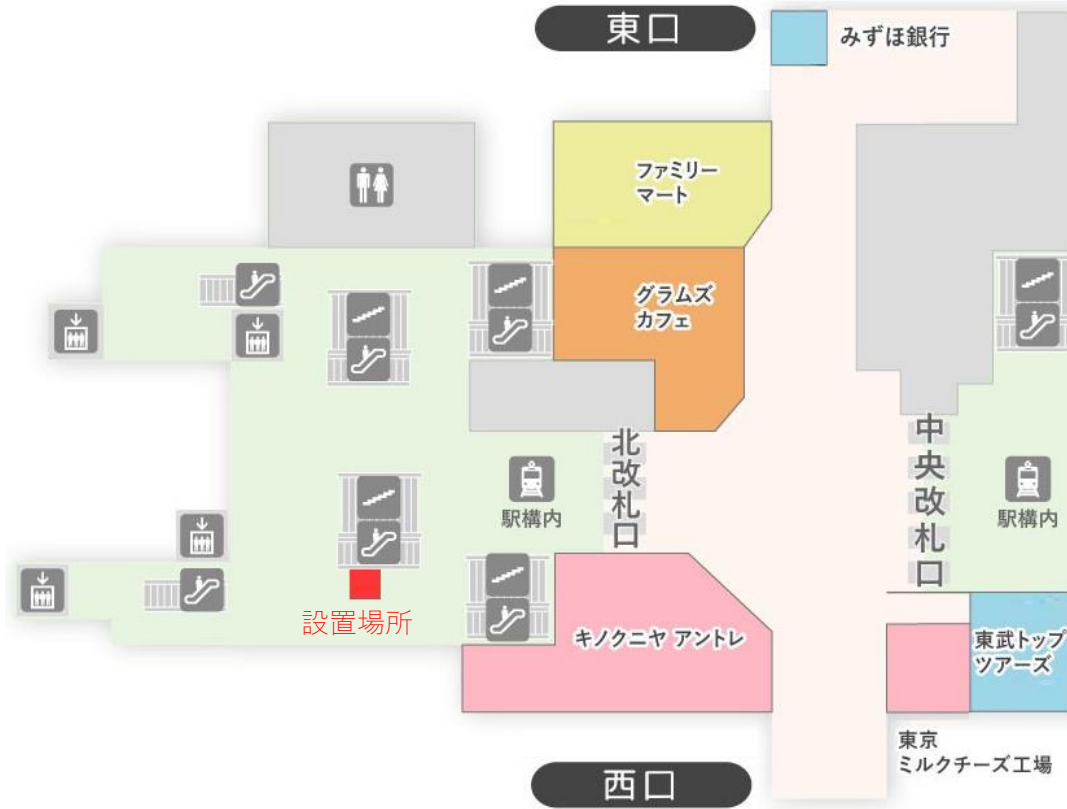 東口
みずほ銀行
ファミリー
マート
グラムズ
カフェ
北改札口
中央改札口
駅構内
駅構内
設置場所
キノクニヤ アントレ
東武トップ
ツアーズ
東京
ミルクチーズ工場
西口